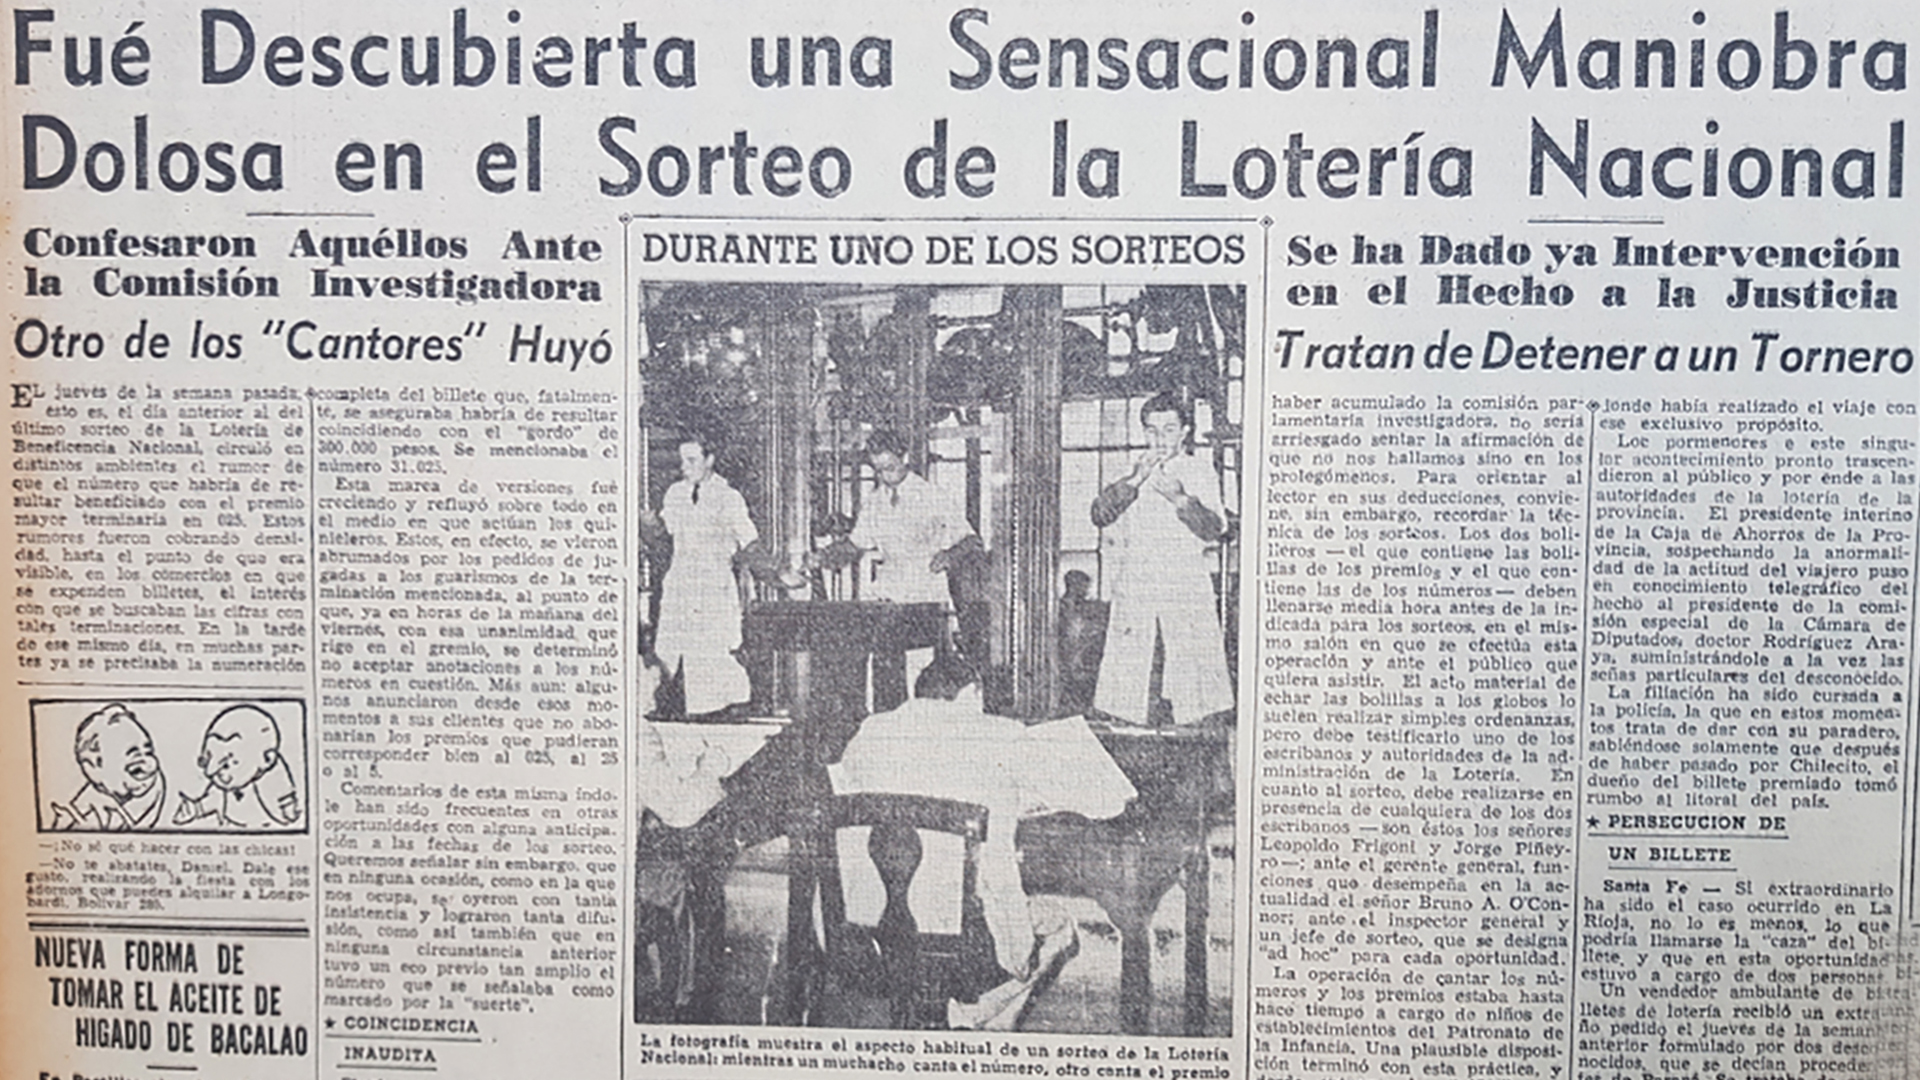 Fué Descubierta una Sensacional Maniobra
Dolosa en el Sorteo de la Lotería Nacional
Confesaron Aquéllos Ante
la Comisión Investigadora
Otro de los "Cantores" Huyó
EL jueves de la semana pasada,
esto es, el día anterior al del
último sorteo de la Lotería de
Beneficencia Nacional, circuló en
distintos ambientes el rumor de
que el número que habría de re-
sultar beneficiado con el premio
mayor terminaría en 025. Estos
rumores fueron cobrando densi-
dad, hasta el punto de que era
visible, en los comercios en que
se expenden billetes, el interés
con que se buscaban las cifras con
tales terminaciones. En la tarde
de ese mismo día, en muchas par-
tes ya se precisaba la numeración
—¡No sé qué hacer con las chicas!
—No te abatates, Daniel. Dale ese
gusto, realizando la fiesta con los
adornos que puedes alquilar a Longo-
bardi, Bolívar 280.
NUEVA FORMA DE
TOMAR EL ACEITE DE
HIGADO DE BACALAO
completa del billete que, fatalmen-
te, se aseguraba habría de resultar
coincidiendo con el "gordo" de
300.000 pesos. Se mencionaba el
número 31.025.
Esta marea de versiones fué
creciendo y refluyó sobre todo en
el medio en que actúan los qui-
nieleros. Estos, en efecto, se vieron
abrumados por los pedidos de ju-
gadas a los guarismos de la ter-
minación mencionada, al punto de
que, ya en horas de la mañana del
viernes, con esa unanimidad que
rige en el gremio, se determinó
no aceptar anotaciones a los nú-
meros en cuestión. Más aun: algu-
nos anunciaron desde esos mo-
mentos a sus clientes que no abo-
narían los premios que pudieran
corresponder bien al 025, al 25
o al 5.
Comentarios de esta misma índo-
le han sido frecuentes en otras
oportunidades con alguna anticipa-
ción a las fechas de los sorteo.
Queremos señalar sin embargo, que
en ninguna ocasión, como en la que
nos ocupa, se oyeron con tanta
insistencia y lograron tanta difu-
sión, como así también que en
ninguna circunstancia anterior
tuvo un eco previo tan amplio el
número que se señalaba como
marcado por la "suerte".
★ COINCIDENCIA
INAUDITA
DURANTE UNO DE LOS SORTEOS
La fotografía muestra el aspecto habitual de un sorteo de la Lotería
Nacional: mientras un muchacho canta el número, otro canta el premio
Se ha Dado ya Intervención
en el Hecho a la Justicia
Tratan de Detener a un Tornero
haber acumulado la comisión par-
lamentaria investigadora, no sería
arriesgado sentar la afirmación de
que no nos hallamos sino en los
prolegómenos. Para orientar al
lector en sus deducciones, convie-
ne, sin embargo, recordar la téc-
nica de los sorteos. Los dos boli-
lleros —el que contiene las boli-
llas de los premios y el que con-
tiene las de los números— deben
llenarse media hora antes de la in-
dicada para los sorteos, en el mis-
mo salón en que se efectúa esta
operación y ante el público que
quiera asistir. El acto material de
echar las bolillas a los globos lo
suelen realizar simples ordenanzas,
pero debe testificarlo uno de los
escribanos y autoridades de la ad-
ministración de la Lotería. En
cuanto al sorteo, debe realizarse en
presencia de cualquiera de los dos
escribanos —son éstos los señores
Leopoldo Frigoni y Jorge Piñey-
ro—; ante el gerente general, fun-
ciones que desempeña en la ac-
tualidad el señor Bruno A. O'Con-
nor; ante el inspector general y
un jefe de sorteo, que se designa
"ad hoc" para cada oportunidad.
La operación de cantar los nú-
meros y los premios estaba hasta
hace tiempo a cargo de niños de
establecimientos del Patronato de
la Infancia. Una plausible disposi-
ción terminó con esta práctica, y
donde había realizado el viaje con
ese exclusivo propósito.
Los pormenores e este singu-
lar acontecimiento pronto trascen-
dieron al público y por ende a las
autoridades de la lotería de la
provincia. El presidente interino
de la Caja de Ahorros de la Pro-
vincia, sospechando la anormali-
dad de la actitud del viajero puso
en conocimiento telegráfico del
hecho al presidente de la comi-
sión especial de la Cámara de
Diputados, doctor Rodríguez Ara-
ya, suministrándole a la vez las
señas particulares del desconocido.
La filiación ha sido cursada a
la policía, la que en estos momen-
tos trata de dar con su paradero,
sabiéndose solamente que después
de haber pasado por Chilecito, el
dueño del billete premiado tomó
rumbo al litoral del país.
★ PERSECUCION DE
UN BILLETE
Santa Fe — Si extraordinario
ha sido el caso ocurrido en La
Rioja, no lo es menos, lo que
podría llamarse la "caza" del bi-
llete, y que en esta oportunidad
estuvo a cargo de dos personas
Un vendedor ambulante de bi-
lletes de lotería recibió un extra-
ño pedido el jueves de la semana
anterior formulado por dos desco-
nocidos, que se decían proceden-